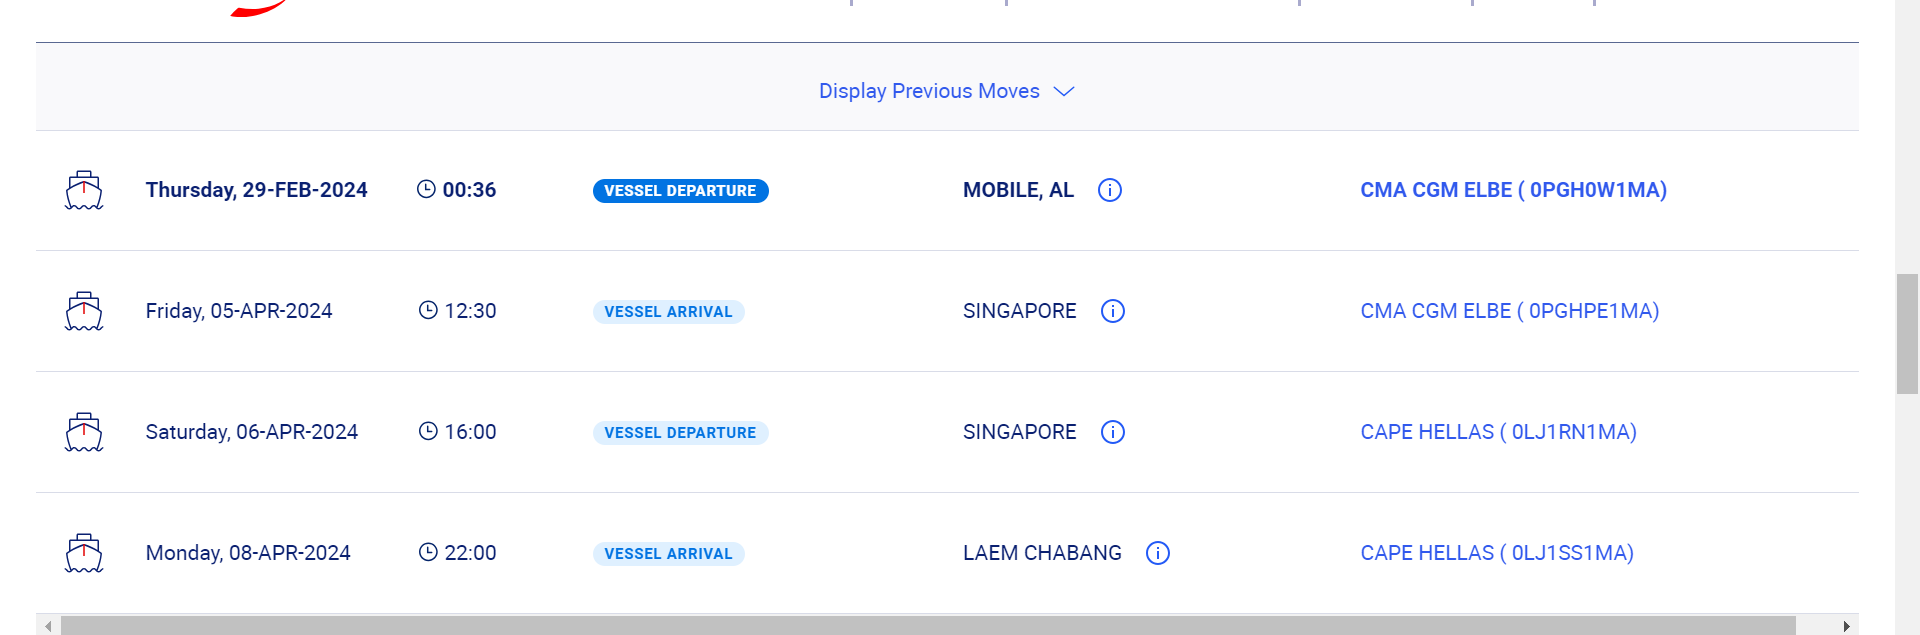 Display Previous Moves
Thursday, 29-FEB-2024 00:36 VESSEL DEPARTURE MOBILE, AL CMA CGM ELBE ( 0PGH0W1MA)
Friday, 05-APR-2024 12:30 VESSEL ARRIVAL SINGAPORE CMA CGM ELBE ( 0PGHPE1MA)
Saturday, 06-APR-2024 16:00 VESSEL DEPARTURE SINGAPORE CAPE HELLAS ( 0LJ1RN1MA)
Monday, 08-APR-2024 22:00 VESSEL ARRIVAL LAEM CHABANG CAPE HELLAS ( 0LJ1SS1MA)